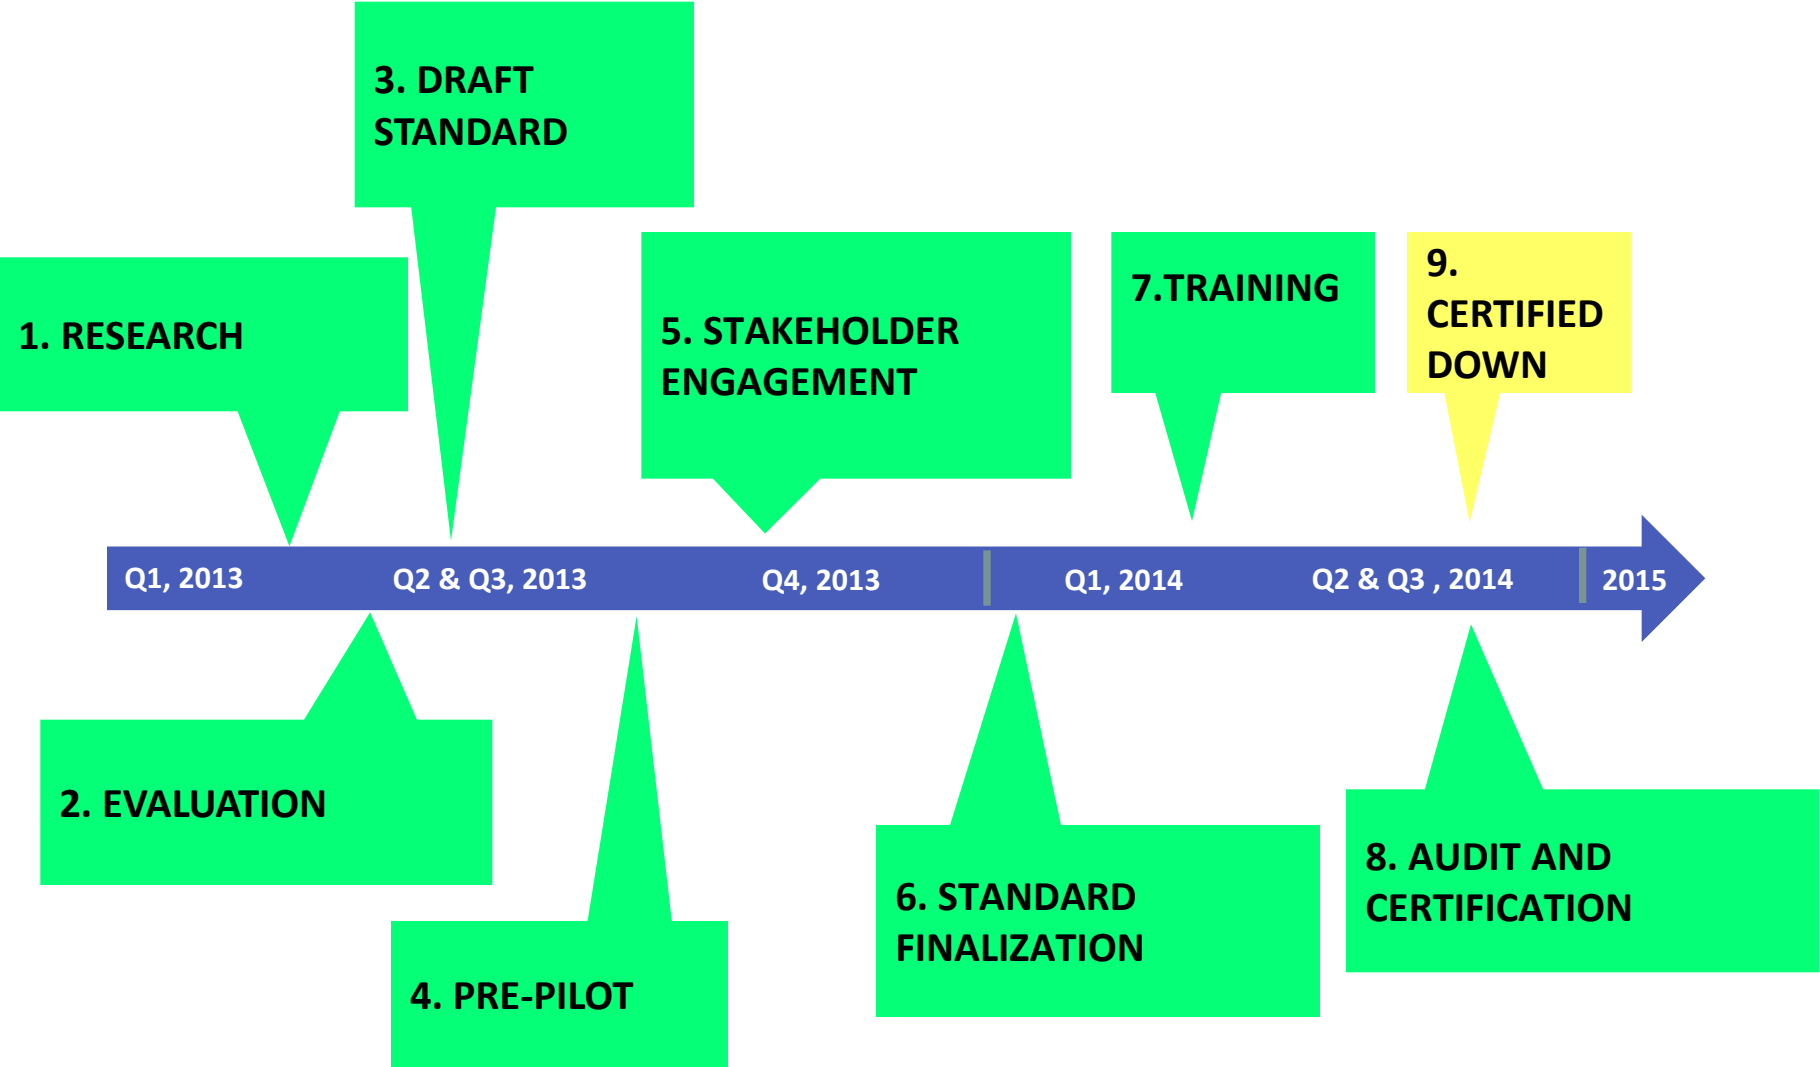 3. DRAFT
STANDARD
1. RESEARCH
5. STAKEHOLDER
ENGAGEMENT
7.TRAINING
9.
CERTIFIED
DOWN
Q1, 2013
Q2 & Q3, 2013
Q4, 2013
Q1, 2014
Q2 & Q3 , 2014
2015
2. EVALUATION
4. PRE-PILOT
6. STANDARD
FINALIZATION
8. AUDIT AND
CERTIFICATION